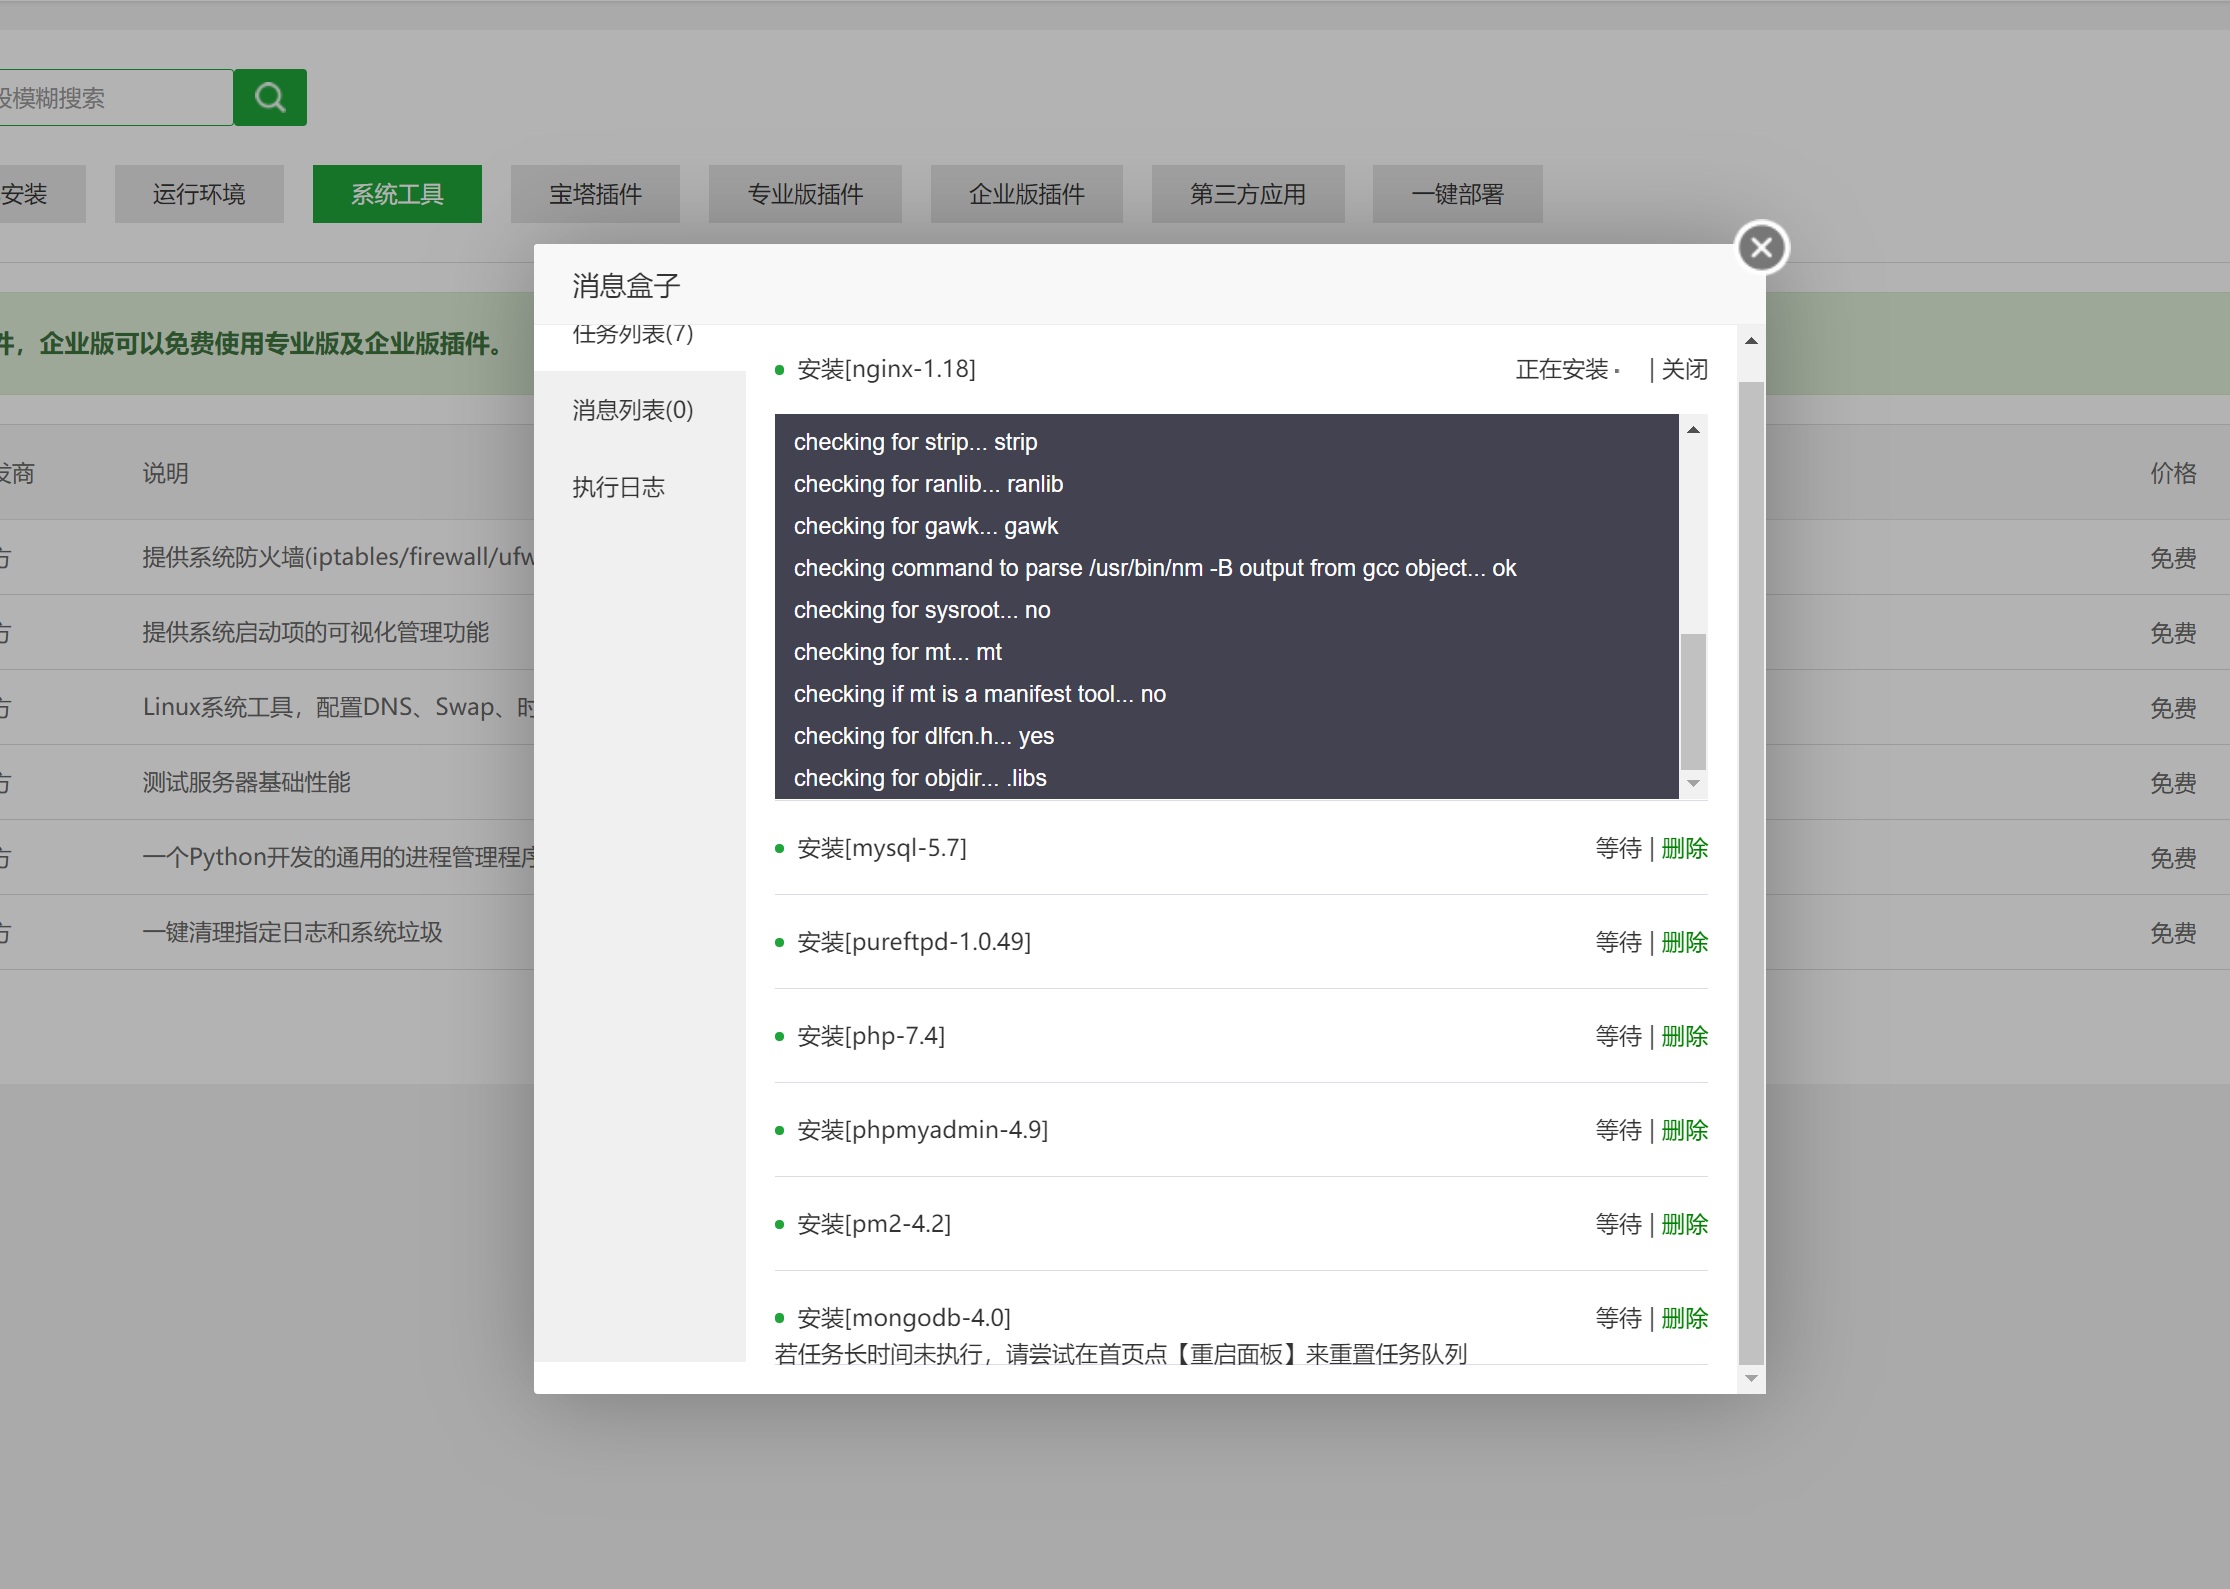 模糊搜索
安装
运行环境
系统工具
宝塔插件
专业版插件
企业版插件
第三方应用
一键部署
件，企业版可以免费使用专业版及企业版插件。
发商
说明
价格
方
提供系统防火墙(iptables/firewall/ufw
免费
方
提供系统启动项的可视化管理功能
免费
方
Linux系统工具，配置DNS、Swap、时
免费
方
测试服务器基础性能
免费
方
一个Python开发的通用的进程管理程序
免费
方
一键清理指定日志和系统垃圾
免费
消息盒子
任务列表(7)
消息列表(0)
执行日志
安装[nginx-1.18]
正在安装· | 关闭
checking for strip... strip
checking for ranlib... ranlib
checking for gawk... gawk
checking command to parse /usr/bin/nm -B output from gcc object... ok
checking for sysroot... no
checking for mt... mt
checking if mt is a manifest tool... no
checking for dlfcn.h... yes
checking for objdir... .libs
安装[mysql-5.7]
等待 | 删除
安装[pureftpd-1.0.49]
等待 | 删除
安装[php-7.4]
等待 | 删除
安装[phpmyadmin-4.9]
等待 | 删除
安装[pm2-4.2]
等待 | 删除
安装[mongodb-4.0]
等待 | 删除
若任务长时间未执行，请尝试在首页点【重启面板】来重置任务队列